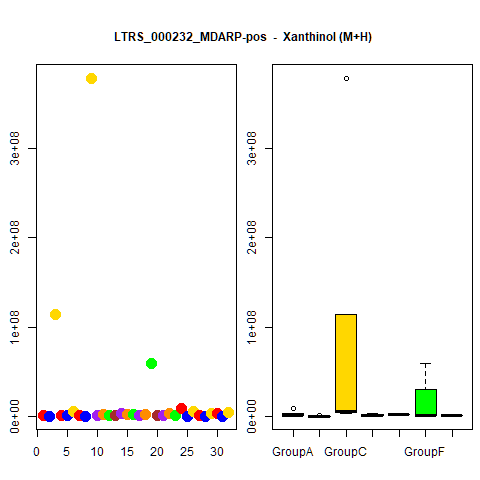 LTRS_000232_MDARP-pos - Xanthinol (M+H)
3e+08
2e+08
1e+08
0e+00
0 5 10 15 20 25 30
3e+08
2e+08
1e+08
0e+00
GroupA GroupC GroupF